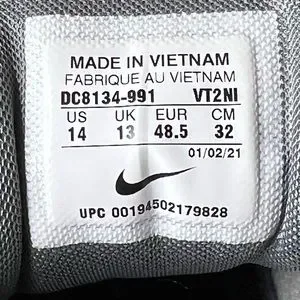 MADE IN VIETNAM
FABRIQUE AU VIETNAM
DC8134-991 VT2NI
US UK EUR CM
14 13 48.5 32
01/02/21
UPC 00194502179828